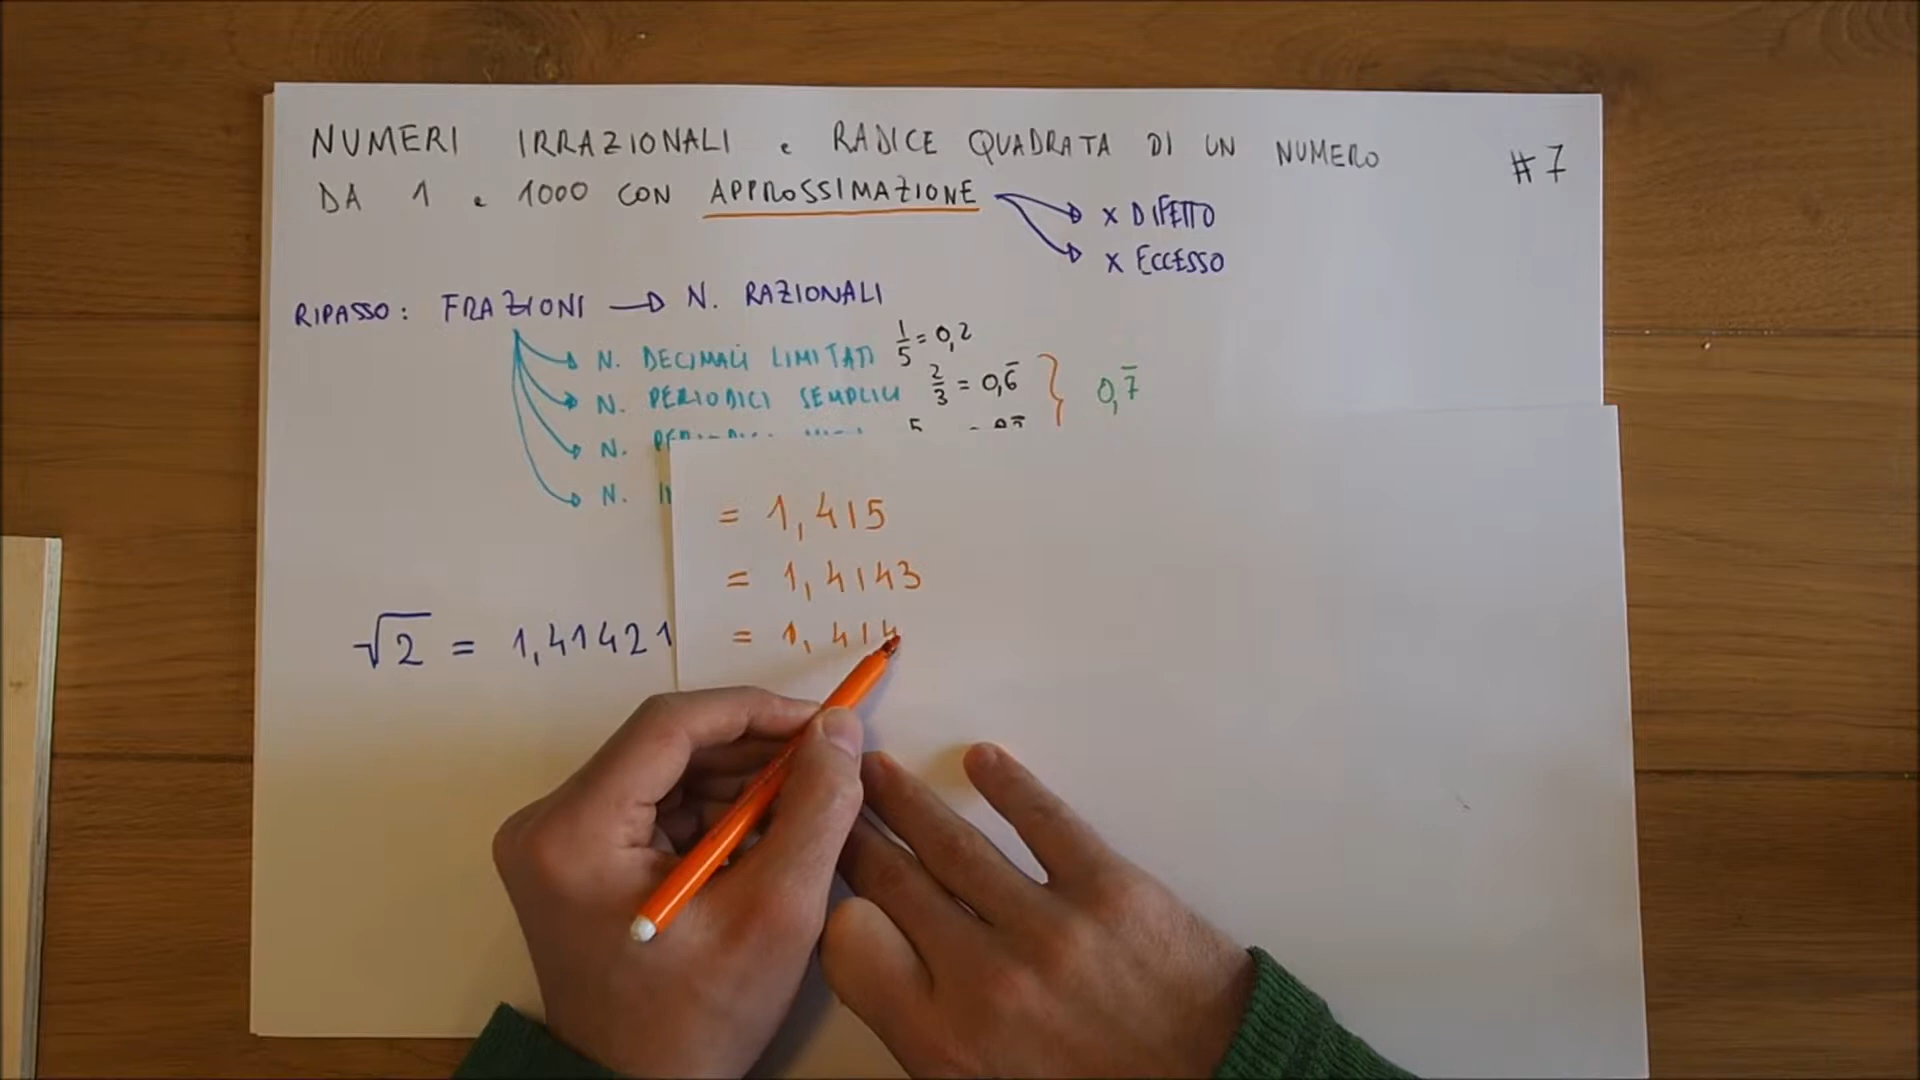 NUMERI IRRAZIONALI e RADICE QUADRATA DI UN NUMERO
#7
DA 1 e 1000 CON APPROSSIMAZIONE
x DIFETTO
x ECCESSO
RIPASSO: FRAZIONI → N. RAZIONALI
N. DECIMALI LIMITATI 1/5 = 0,2
N. PERIODICI SEMPLICI 2/3 = 0,6̅ } 0,7̅
N.
N.
= 1,415
= 1,4143
√2 = 1,41421 = 1,414